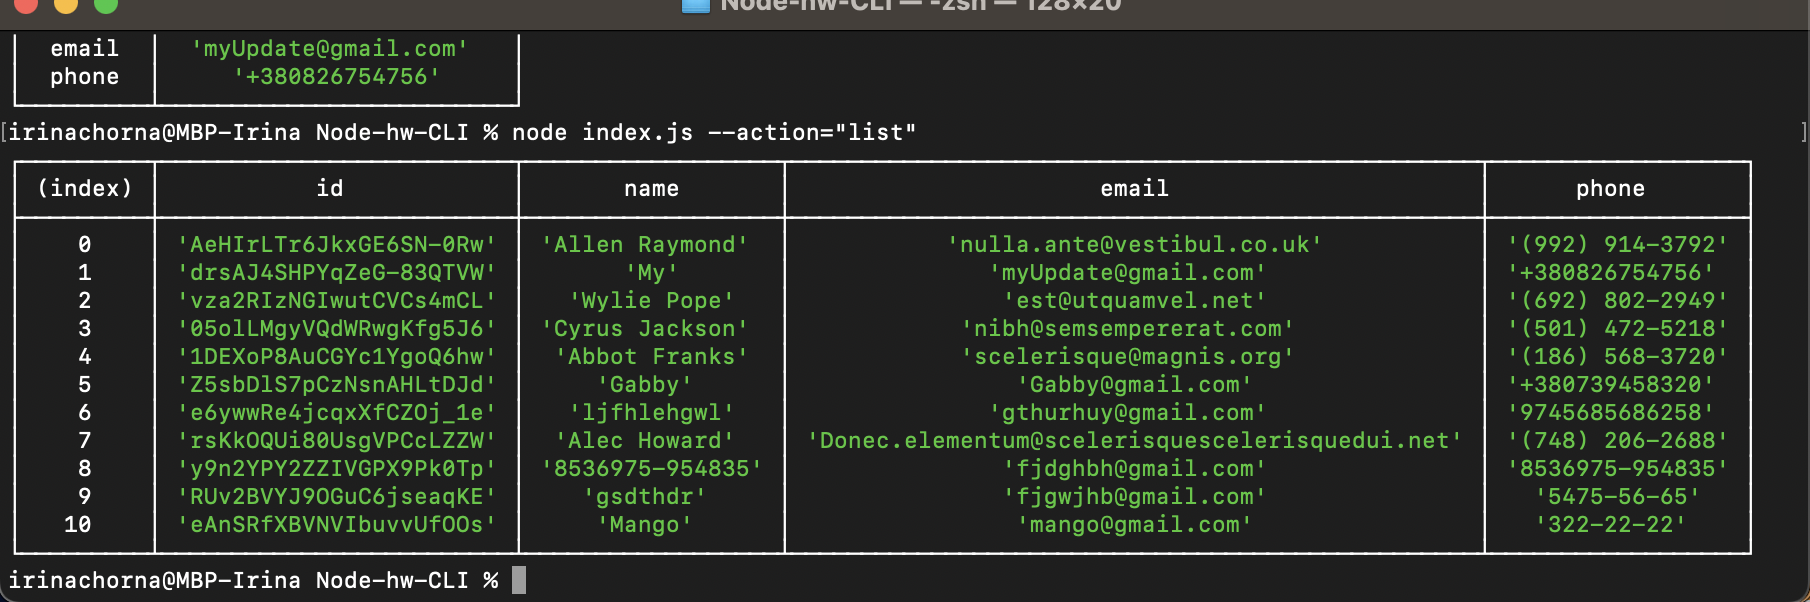 Node-hw-CLI — -zsh — 128×20
email 'myUpdate@gmail.com'
phone '+380826754756'
[irinachorna@MBP-Irina Node-hw-CLI % node index.js --action="list" ]
(index) id name email phone
0 'AeHIrLTr6JkxGE6SN-0Rw' 'Allen Raymond' 'nulla.ante@vestibul.co.uk' '(992) 914-3792'
1 'drsAJ4SHPYqZeG-83QTVW' 'My' 'myUpdate@gmail.com' '+380826754756'
2 'vza2RIzNGIwutCVCs4mCL' 'Wylie Pope' 'est@utquamvel.net' '(692) 802-2949'
3 '05olLMgyVQdWRwgKfg5J6' 'Cyrus Jackson' 'nibh@semsempererat.com' '(501) 472-5218'
4 '1DEXoP8AuCGYc1YgoQ6hw' 'Abbot Franks' 'scelerisque@magnis.org' '(186) 568-3720'
5 'Z5sbDlS7pCzNsnAHLtDJd' 'Gabby' 'Gabby@gmail.com' '+380739458320'
6 'e6ywwRe4jcqxXfCZOj_1e' 'ljfhlehgwl' 'gthurhuy@gmail.com' '9745685686258'
7 'rsKkOQUi80UsgVPCcLZZW' 'Alec Howard' 'Donec.elementum@scelerisquescelerisquedui.net' '(748) 206-2688'
8 'y9n2YPY2ZZIVGPX9Pk0Tp' '8536975-954835' 'fjdghbh@gmail.com' '8536975-954835'
9 'RUv2BVYJ9OGuC6jseaqKE' 'gsdthdr' 'fjgwjhb@gmail.com' '5475-56-65'
10 'eAnSRfXBVNVIbuvvUfOOs' 'Mango' 'mango@gmail.com' '322-22-22'
irinachorna@MBP-Irina Node-hw-CLI %